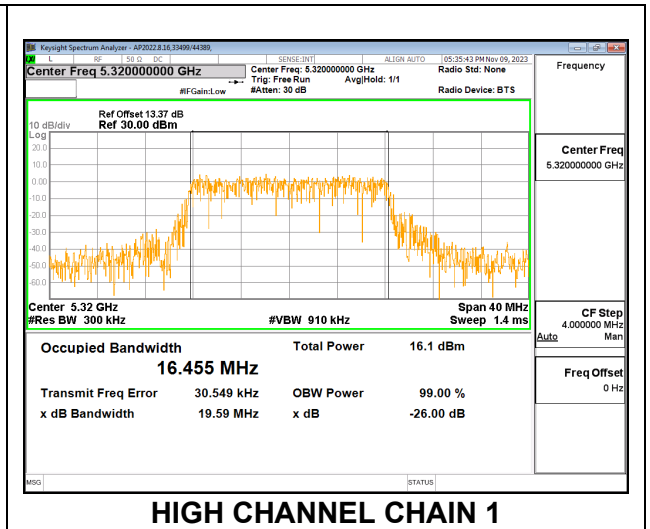 Keysight Spectrum Analyzer - AP2022.8.16,33499/44389,
L RF 50 Ω DC SENSE:INT ALIGN AUTO 05:35:43 PM Nov 09, 2023
Center Freq 5.320000000 GHz
Center Freq: 5.320000000 GHz Radio Std: None
Trig: Free Run Avg|Hold: 1/1
#IFGain:Low #Atten: 30 dB Radio Device: BTS
Frequency
Ref Offset 13.37 dB
10 dB/div Ref 30.00 dBm
Log
20.0
10.0
0.00
-10.0
-20.0
-30.0
-40.0
-50.0
-60.0
Center 5.32 GHz Span 40 MHz
#Res BW 300 kHz #VBW 910 kHz Sweep 1.4 ms
Occupied Bandwidth Total Power 16.1 dBm
16.455 MHz
Transmit Freq Error 30.549 kHz OBW Power 99.00 %
x dB Bandwidth 19.59 MHz x dB -26.00 dB
Center Freq
5.320000000 GHz
CF Step
4.000000 MHz
Auto Man
Freq Offset
0 Hz
MSG STATUS
HIGH CHANNEL CHAIN 1